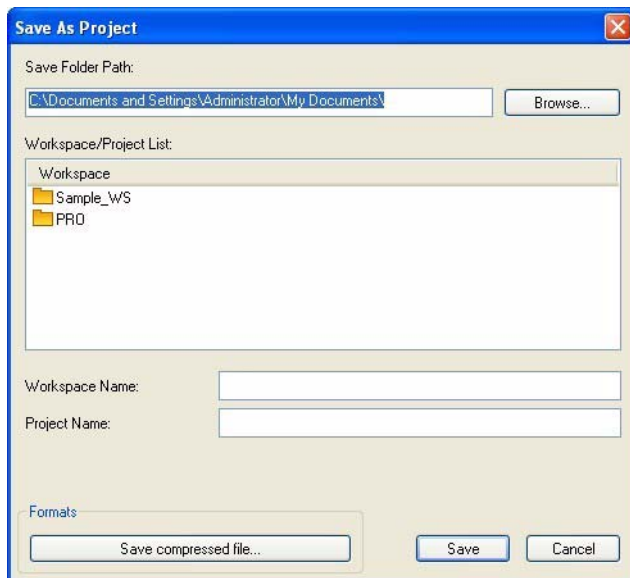 Save As Project
Save Folder Path:
C:\Documents and Settings\Administrator\My Documents\
Browse...
Workspace/Project List:
Workspace
Sample_WS
PRO
Workspace Name:
Project Name:
Formats
Save compressed file...
Save
Cancel